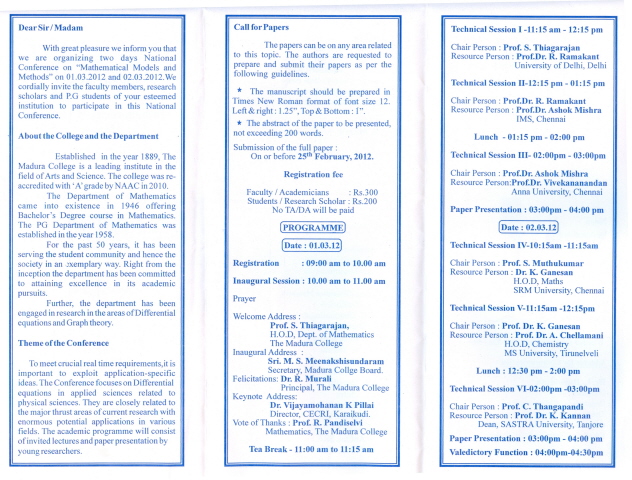 Dear Sir / Madam
With great pleasure we inform you that
we are organizing two days National
Conference on "Mathematical Models and
Methods" on 01.03.2012 and 02.03.2012.We
cordially invite the faculty members, research
scholars and P.G students of your esteemed
institution to participate in this National
Conference.
About the College and the Department
Established in the year 1889, The
Madura College is a leading institute in the
field of Arts and Science. The college was re-
accredited with 'A' grade by NAAC in 2010.
The Department of Mathematics
came into existence in 1946 offering
Bachelor's Degree course in Mathematics.
The PG Department of Mathematics was
established in the year 1958.
For the past 50 years, it has been
serving the student community and hence the
society in an exemplary way. Right from the
inception the department has been committed
to attaining excellence in its academic
pursuits.
Further, the department has been
engaged in research in the areas of Differential
equations and Graph theory.
Theme of the Conference
To meet crucial real time requirements,it is
important to exploit application-specific
ideas. The Conference focuses on Differential
equations in applied sciences related to
physical sciences. They are closely related to
the major thrust areas of current research with
enormous potential applications in various
fields. The academic programme will consist
of invited lectures and paper presentation by
young researchers.
Call for Papers
The papers can be on any area related
to this topic. The authors are requested to
prepare and submit their papers as per the
following guidelines.
* The manuscript should be prepared in
Times New Roman format of font size 12.
Left & right : 1.25", Top & Bottom : 1".
* The abstract of the paper to be presented,
not exceeding 200 words.
Submission of the full paper :
On or before 25th February, 2012.
Registration fee
Faculty / Academicians : Rs.300
Students / Research Scholar : Rs.200
No TA/DA will be paid
PROGRAMME
Date : 01.03.12
Registration : 09:00 am to 10.00 am
Inaugural Session : 10.00 am to 11.00 am
Prayer
Welcome Address :
Prof. S. Thiagarajan,
H.O.D, Dept. of Mathematics
The Madura College
Inaugural Address :
Sri. M. S. Meenakshisundaram
Secretary, Madura Collge Board.
Felicitations: Dr. R. Murali
Principal, The Madura College
Keynote Address:
Dr. Vijayamohanan K Pillai
Director, CECRI, Karaikudi.
Vote of Thanks : Prof. R. Pandiselvi
Mathematics, The Madura College
Tea Break - 11:00 am to 11:15 am
Technical Session I -11:15 am - 12:15 pm
Chair Person : Prof. S. Thiagarajan
Resource Person : Prof.Dr. R. Ramakant
University of Delhi, Delhi
Technical Session II-12:15 pm - 01:15 pm
Chair Person : Prof. Dr. R. Ramakant
Resource Person : Prof.Dr. Ashok Mishra
IMS, Chennai
Lunch - 01:15 pm - 02:00 pm
Technical Session III- 02:00pm - 03:00pm
Chair Person : Prof.Dr. Ashok Mishra
Resource Person:Prof.Dr. Vivekananandan
Anna University, Chennai
Paper Presentation : 03:00pm - 04:00 pm
Date : 02.03.12
Technical Session IV-10:15am -11:15am
Chair Person : Prof. S. Muthukumar
Resource Person : Dr. K. Ganesan
H.O.D, Maths
SRM University, Chennai
Technical Session V-11:15am -12:15pm
Chair Person : Prof. Dr. K. Ganesan
Resource Person : Prof. Dr. A. Chellamani
H.O.D, Chemistry
MS University, Tirunelveli
Lunch : 12:30 pm - 2:00 pm
Technical Session VI-02:00pm -03:00pm
Chair Person : Prof. C. Thangapandi
Resource Person : Prof. Dr. K. Kannan
Dean, SASTRA University, Tanjore
Paper Presentation : 03:00pm - 04:00 pm
Valedictory Function : 04:00pm-04:30pm